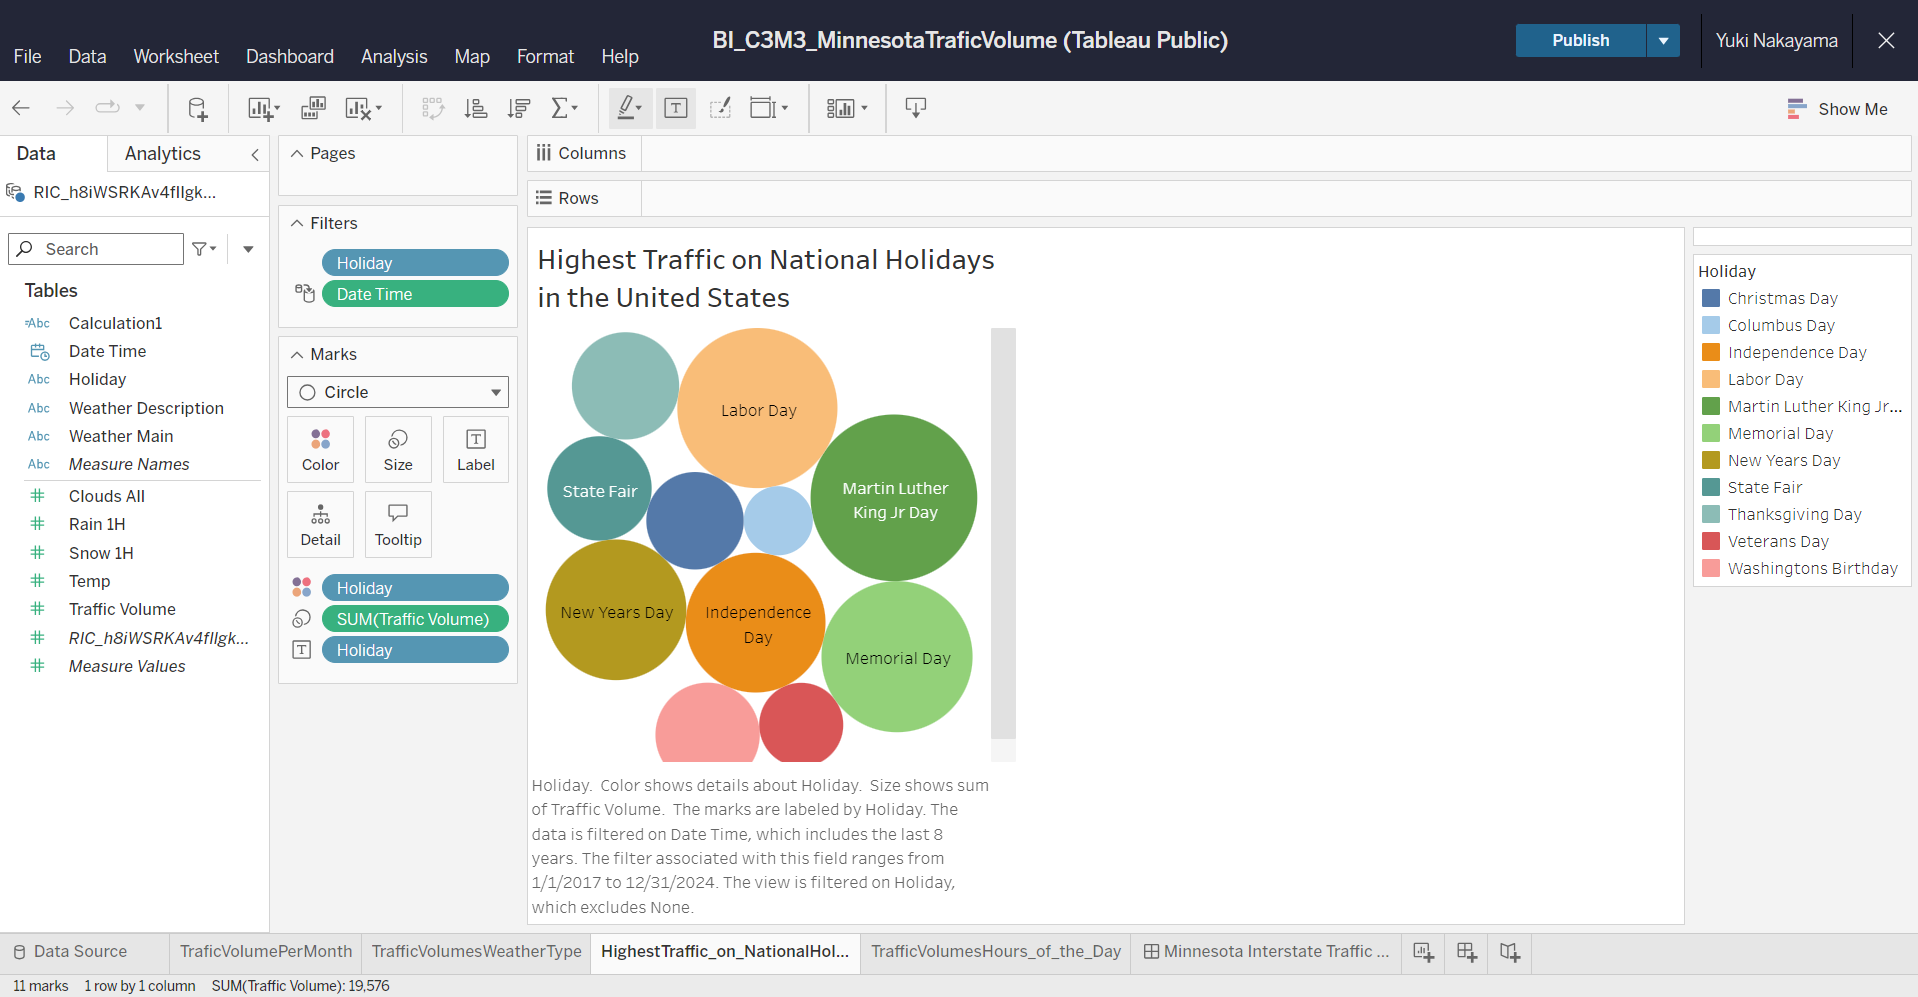 BI_C3M3_MinnesotaTraficVolume (Tableau Public)
Publish
Yuki Nakayama
File Data Worksheet Dashboard Analysis Map Format Help
Show Me
Data Analytics
RIC_h8iWSRKAv4fIIgk...
Search
Tables
Abc Calculation1
Date Time
Abc Holiday
Abc Weather Description
Abc Weather Main
Abc Measure Names
Clouds All
Rain 1H
Snow 1H
Temp
Traffic Volume
RIC_h8iWSRKAv4fIIgk...
Measure Values
Pages
Filters
Holiday
Date Time
Marks
Circle
Color Size Label
Detail Tooltip
Holiday
SUM(Traffic Volume)
Holiday
Columns
Rows
Highest Traffic on National Holidays
in the United States
Labor Day
State Fair
Martin Luther
King Jr Day
New Years Day
Independence
Day
Memorial Day
Holiday. Color shows details about Holiday. Size shows sum
of Traffic Volume. The marks are labeled by Holiday. The
data is filtered on Date Time, which includes the last 8
years. The filter associated with this field ranges from
1/1/2017 to 12/31/2024. The view is filtered on Holiday,
which excludes None.
Holiday
Christmas Day
Columbus Day
Independence Day
Labor Day
Martin Luther King Jr...
Memorial Day
New Years Day
State Fair
Thanksgiving Day
Veterans Day
Washingtons Birthday
Data Source TraficVolumePerMonth TrafficVolumesWeatherType HighestTraffic_on_NationalHol... TrafficVolumesHours_of_the_Day Minnesota Interstate Traffic ...
11 marks 1 row by 1 column SUM(Traffic Volume): 19,576